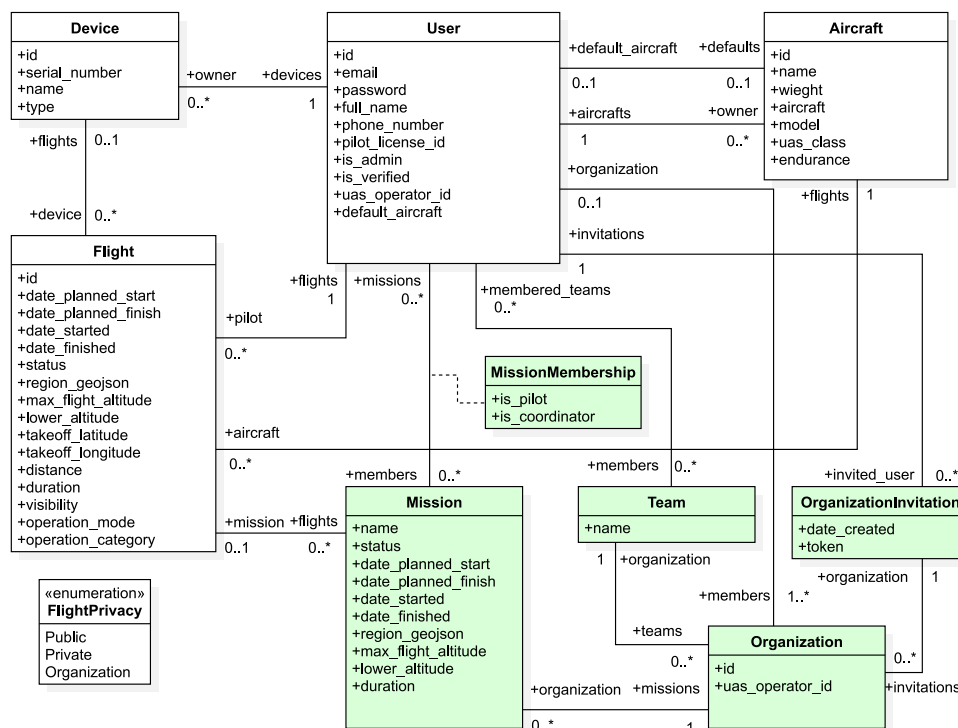 Device
+id
+serial_number
+name
+type
+owner
+devices
0..*
1
User
+id
+email
+password
+full_name
+phone_number
+pilot_license_id
+is_admin
+is_verified
+uas_operator_id
+default_aircraft
+default_aircraft
+defaults
0..1
0..1
+aircrafts
+owner
1
0..*
Aircraft
+id
+name
+wieght
+aircraft
+model
+uas_class
+endurance
+organization
0..1
+invitations
1
+flights
1
+flights
0..1
+device
0..*
Flight
+id
+date_planned_start
+date_planned_finish
+date_started
+date_finished
+status
+region_geojson
+max_flight_altitude
+lower_altitude
+takeoff_latitude
+takeoff_longitude
+distance
+duration
+visibility
+operation_mode
+operation_category
+flights
1
+missions
0..*
+membered_teams
0..*
+pilot
0..*
MissionMembership
+is_pilot
+is_coordinator
+aircraft
0..*
+members
0..*
+members
0..*
+invited_user
0..*
+mission
+flights
0..1
0..*
Mission
+name
+status
+date_planned_start
+date_planned_finish
+date_started
+date_finished
+region_geojson
+max_flight_altitude
+lower_altitude
+duration
Team
+name
1
+organization
OrganizationInvitation
+date_created
+token
+organization
1
+members
1..*
+teams
0..*
Organization
+id
+uas_operator_id
0..*
+invitations
+organization
+missions
0..*
1
«enumeration»
FlightPrivacy
Public
Private
Organization